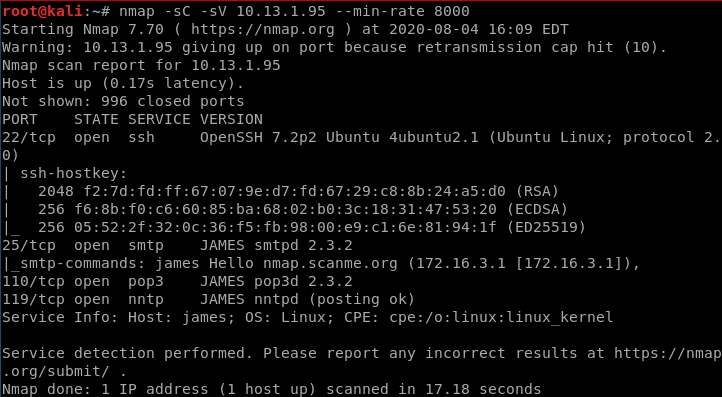 root@kali:~# nmap -sC -sV 10.13.1.95 --min-rate 8000
Starting Nmap 7.70 ( https://nmap.org ) at 2020-08-04 16:09 EDT
Warning: 10.13.1.95 giving up on port because retransmission cap hit (10).
Nmap scan report for 10.13.1.95
Host is up (0.17s latency).
Not shown: 996 closed ports
PORT    STATE SERVICE VERSION
22/tcp  open  ssh     OpenSSH 7.2p2 Ubuntu 4ubuntu2.1 (Ubuntu Linux; protocol 2.
0)
| ssh-hostkey:
|   2048 f2:7d:fd:ff:67:07:9e:d7:fd:67:29:c8:8b:24:a5:d0 (RSA)
|   256 f6:8b:f0:c6:60:85:ba:68:02:b0:3c:18:31:47:53:20 (ECDSA)
|_  256 05:52:2f:32:0c:36:f5:fb:98:00:e9:c1:6e:81:94:1f (ED25519)
25/tcp  open  smtp    JAMES smtpd 2.3.2
|_smtp-commands: james Hello nmap.scanme.org (172.16.3.1 [172.16.3.1]),
110/tcp open  pop3    JAMES pop3d 2.3.2
119/tcp open  nntp    JAMES nntpd (posting ok)
Service Info: Host: james; OS: Linux; CPE: cpe:/o:linux:linux_kernel
Service detection performed. Please report any incorrect results at https://nmap
.org/submit/ .
Nmap done: 1 IP address (1 host up) scanned in 17.18 seconds